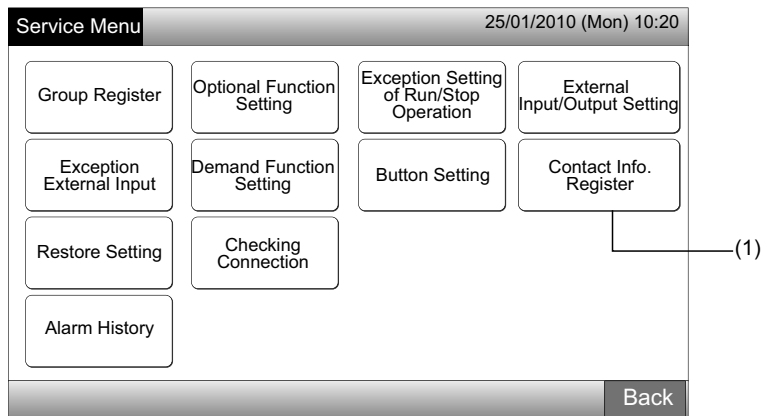 Service Menu
25/01/2010 (Mon) 10:20
Group Register
Optional Function
Setting
Exception Setting
of Run/Stop
Operation
External
Input/Output Setting
Exception
External Input
Demand Function
Setting
Button Setting
Contact Info.
Register
Restore Setting
Checking
Connection
(1)
Alarm History
Back